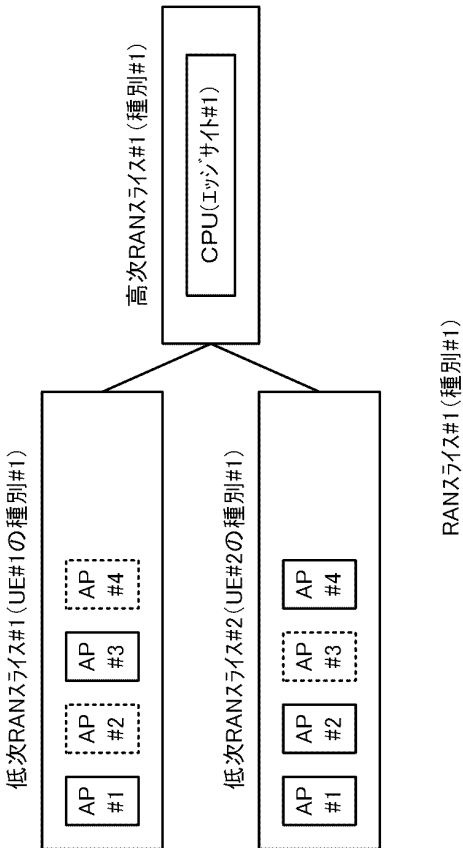 低次RANスライス#1(UE#1の種別#1)
AP
#1
AP
#2
AP
#3
AP
#4
低次RANスライス#2(UE#2の種別#1)
AP
#1
AP
#2
AP
#3
AP
#4
高次RANスライス#1(種別#1)
CPU(エッジサイト#1)
RANスライス#1(種別#1)